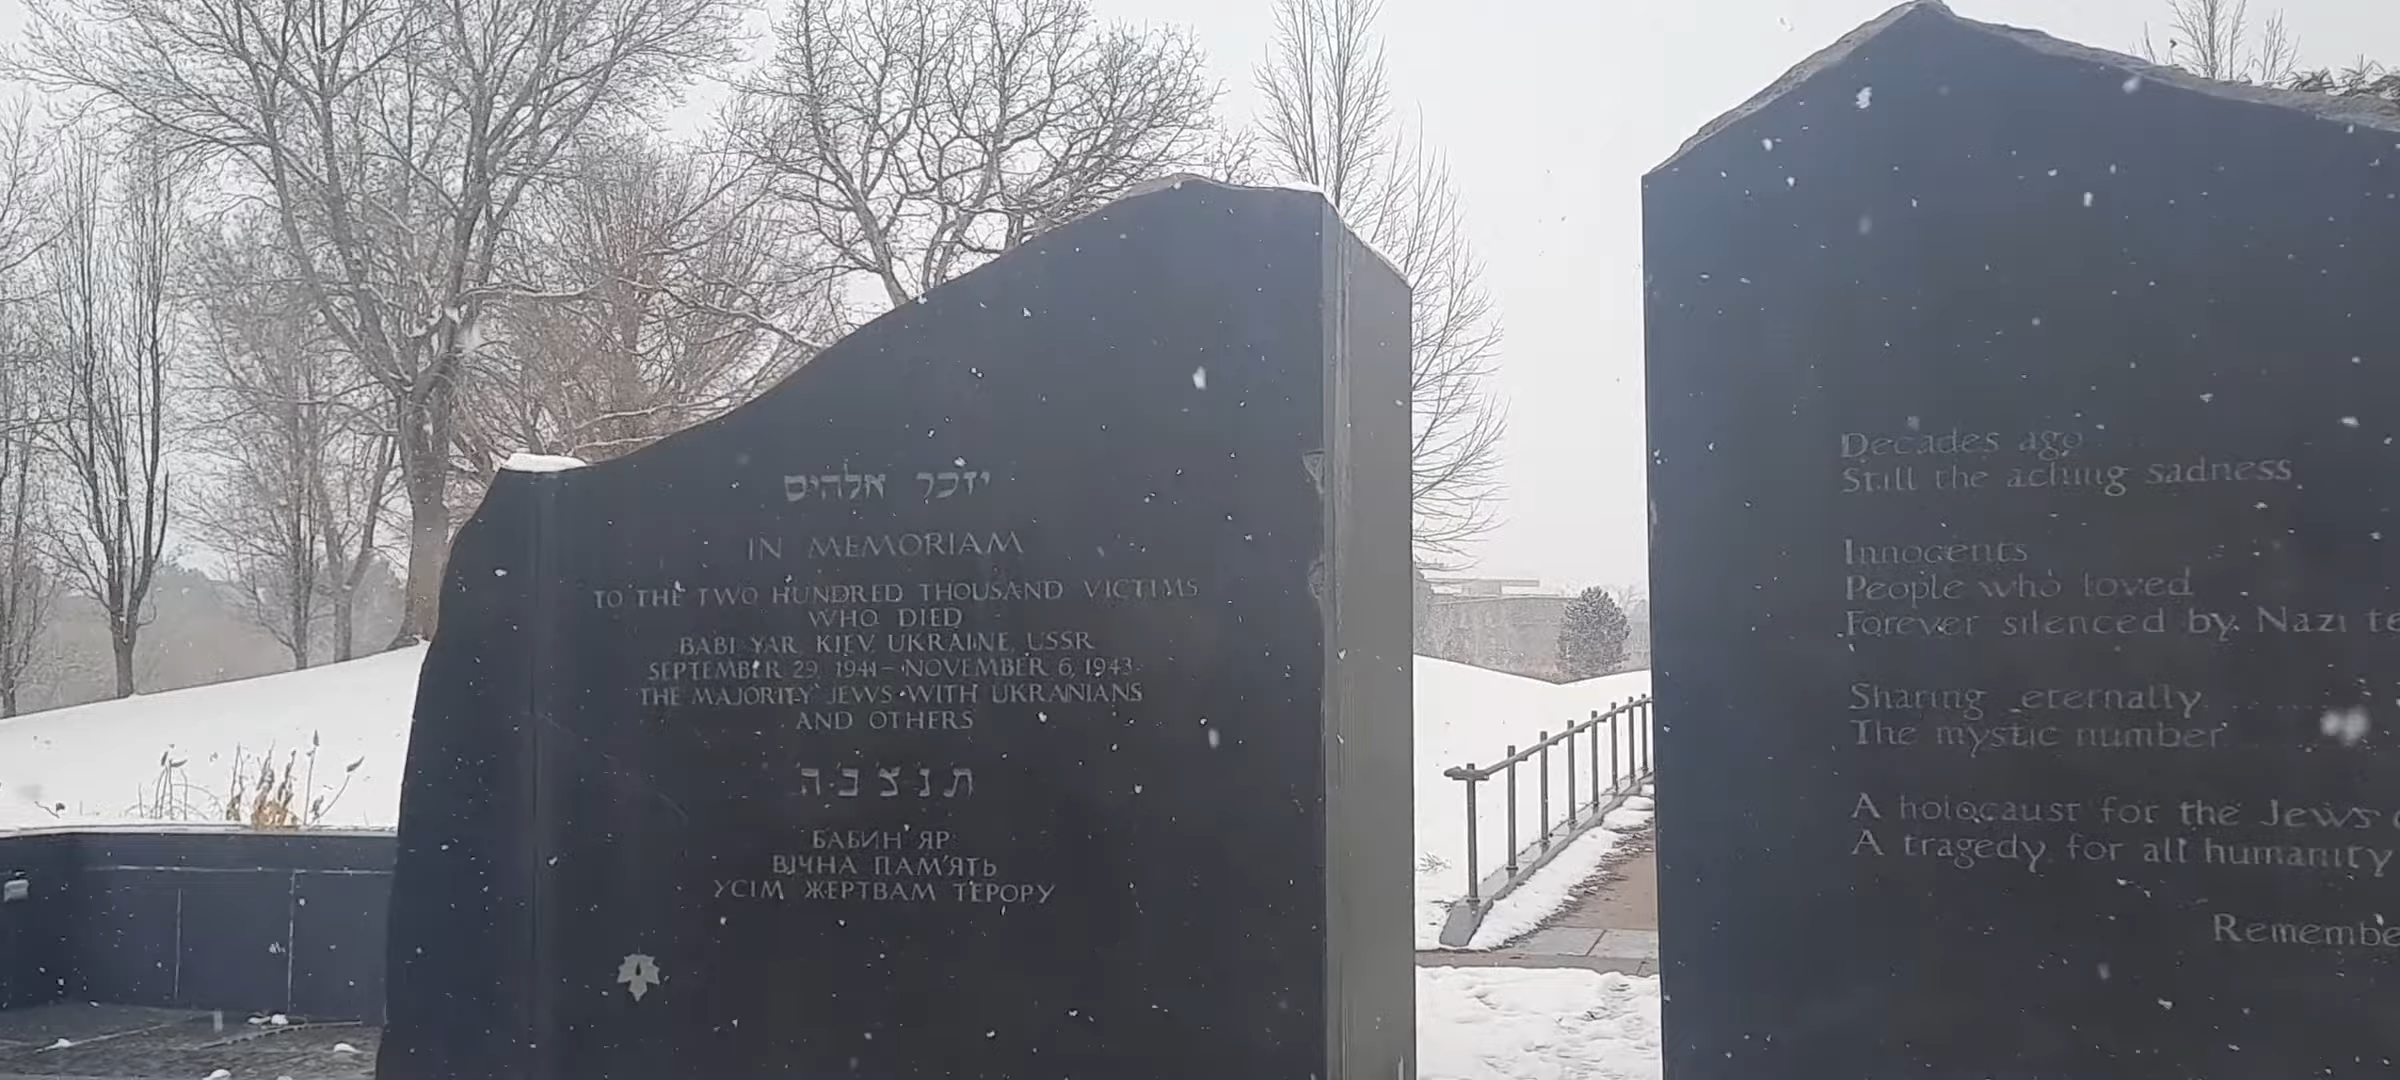 יזכר אלהים
IN MEMORIAM
TO THE TWO HUNDRED THOUSAND VICTIMS
WHO DIED
BABI YAR, KIEV, UKRAINE, USSR
SEPTEMBER 29, 1941 – NOVEMBER 6, 1943
THE MAJORITY JEWS WITH UKRAINIANS
AND OTHERS
ת נ צ ב ה
БАБИН ЯР
ВІЧНА ПАМ'ЯТЬ
УСІМ ЖЕРТВАМ ТЕРОРУ
Decades ago
Still the aching sadness
Innocents
People who loved
Forever silenced by Nazi
Sharing eternally
The mystic number
A holocaust for the Jews
A tragedy for all humanity